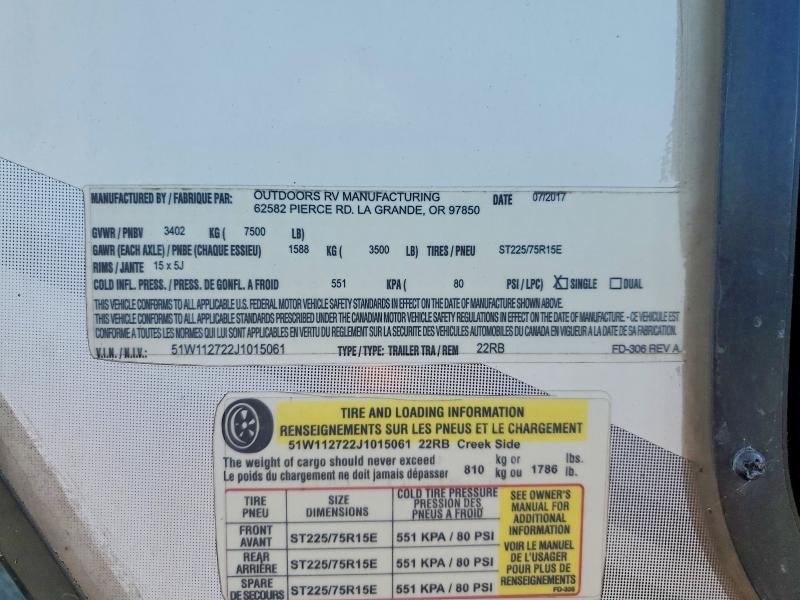 MANUFACTURED BY / FABRIQUE PAR: OUTDOORS RV MANUFACTURING DATE 07/2017
62582 PIERCE RD. LA GRANDE, OR 97850
GVWR / PNBV 3402 KG ( 7500 LB)
GAWR (EACH AXLE) / PNBE (CHAQUE ESSIEU) 1588 KG ( 3500 LB) TIRES / PNEU ST225/75R15E
RIMS / JANTE 15 x 5J
COLD INFL. PRESS. / PRESS. DE GONFL. A FROID 551 KPA ( 80 PSI / LPC) X SINGLE DUAL
THIS VEHICLE CONFORMS TO ALL APPLICABLE U.S. FEDERAL MOTOR VEHICLE SAFETY STANDARDS IN EFFECT ON THE DATE OF MANUFACTURE SHOWN ABOVE.
THIS VEHICLE CONFORMS TO ALL APPLICABLE STANDARDS PRESCRIBED UNDER THE CANADIAN MOTOR VEHICLE SAFETY REGULATIONS IN EFFECT ON THE DATE OF MANUFACTURE. - CE VEHICULE EST
CONFORME A TOUTES LES NORMES QUI LUI SONT APPLICABLES EN VERTU DU REGLEMENT SUR LA SECURITE DES VEHICULES AUTOMOBILES DU CANADA EN VIGUEUR A LA DATE DE SA FABRICATION.
V.I.N. / N.I.V.: 51W112722J1015061 TYPE / TYPE: TRAILER TRA / REM 22RB FD-306 REV A
TIRE AND LOADING INFORMATION
RENSEIGNEMENTS SUR LES PNEUS ET LE CHARGEMENT
51W112722J1015061 22RB Creek Side
The weight of cargo should never exceed 810 kg or 1786 lbs.
Le poids du chargement ne doit jamais dépasser kg ou lb.
TIRE SIZE COLD TIRE PRESSURE
PNEU DIMENSIONS PRESSION DES
PNEUS A FROID
FRONT
AVANT ST225/75R15E 551 KPA / 80 PSI
REAR
ARRIÈRE ST225/75R15E 551 KPA / 80 PSI
SPARE
DE SECOURS ST225/75R15E 551 KPA / 80 PSI
SEE OWNER'S
MANUAL FOR
ADDITIONAL
INFORMATION
VOIR LE MANUEL
DE L'USAGER
POUR PLUS DE
RENSEIGNEMENTS
FD-305